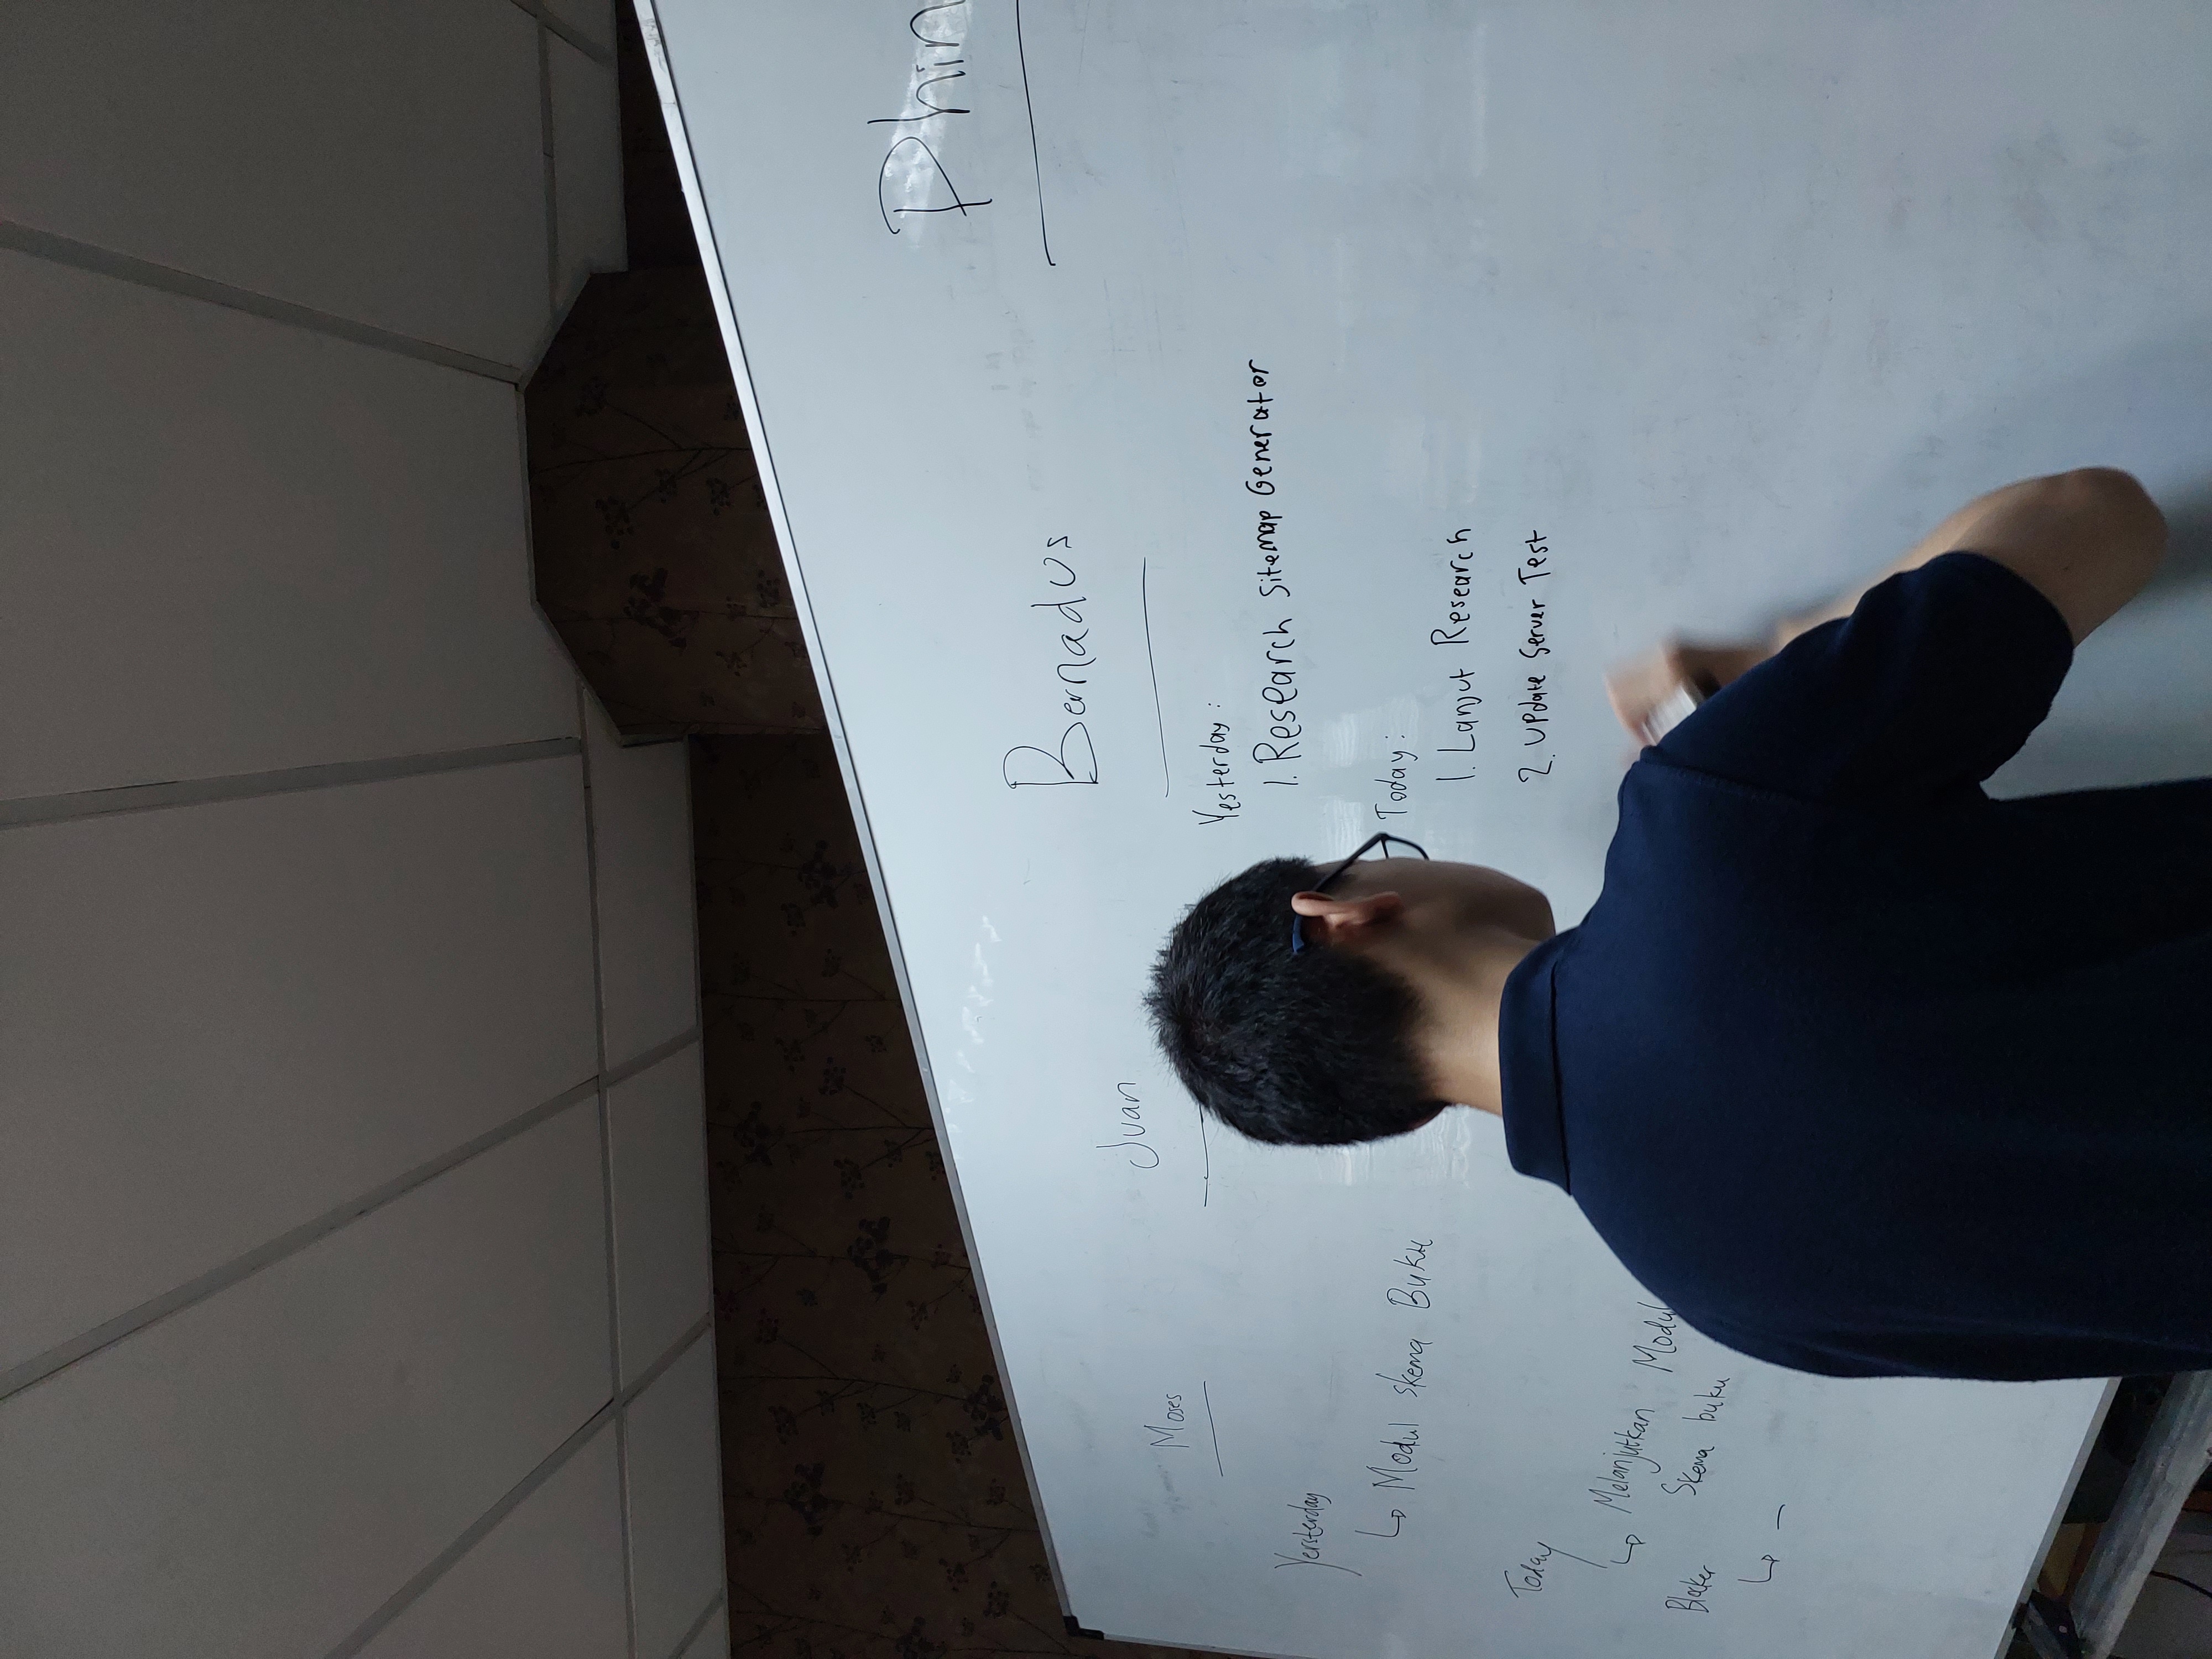 Moses
Yersterday
Modul skema Buku
Today
Melanjutkan Modul
skema buku
Blocker
-
Juan
Bernadus
Yesterday :
1. Research Sitemap Generator
Today :
1. Lanjut Research
2. Update Server Test
Phin